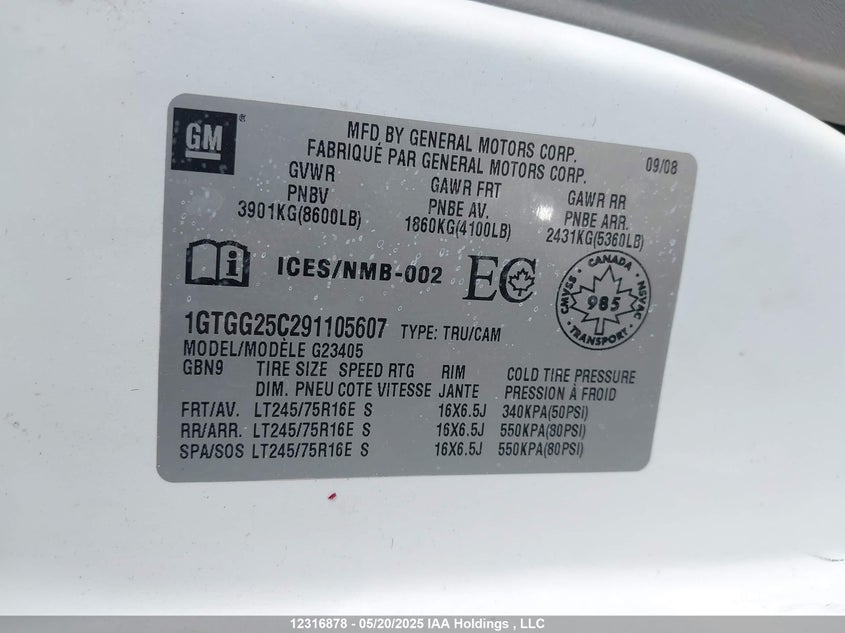 GM ®
MFD BY GENERAL MOTORS CORP.
FABRIQUÉ PAR GENERAL MOTORS CORP.
09/08
GVWR GAWR FRT GAWR RR
PNBV PNBE AV. PNBE ARR.
3901KG(8600LB) 1860KG(4100LB) 2431KG(5360LB)
i ICES/NMB-002 EC
CANADA
CMVSS 985 NSVAC
TRANSPORT
1GTGG25C291105607 TYPE: TRU/CAM
MODEL/MODÈLE G23405
GBN9 TIRE SIZE SPEED RTG RIM COLD TIRE PRESSURE
DIM. PNEU COTE VITESSE JANTE PRESSION À FROID
FRT/AV. LT245/75R16E S 16X6.5J 340KPA(50PSI)
RR/ARR. LT245/75R16E S 16X6.5J 550KPA(80PSI)
SPA/SOS LT245/75R16E S 16X6.5J 550KPA(80PSI)
12316878 - 05/20/2025 IAA Holdings , LLC